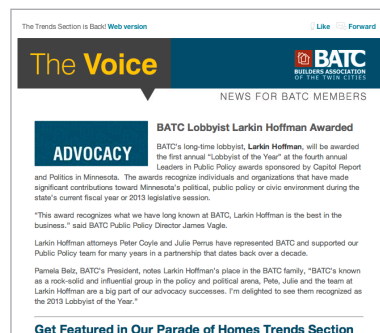 The Trends Section is Back! Web version
Like Forward
The Voice
BATC
BUILDERS ASSOCIATION
OF THE TWIN CITIES
NEWS FOR BATC MEMBERS
ADVOCACY
BATC Lobbyist Larkin Hoffman Awarded
BATC's long-time lobbyist, Larkin Hoffman, will be awarded
the first annual "Lobbyist of the Year" at the fourth annual
Leaders in Public Policy awards sponsored by Capitol Report
and Politics in Minnesota. The awards recognize individuals and organizations that have made
significant contributions toward Minnesota's political, public policy or civic environment during the
state's current fiscal year or 2013 legislative session.
"This award recognizes what we have long known at BATC, Larkin Hoffman is the best in the
business." said BATC Public Policy Director James Vagle.
Larkin Hoffman attorneys Peter Coyle and Julie Perrus have represented BATC and supported our
Public Policy team for many years in a partnership that dates back over a decade.
Pamela Belz, BATC's President, notes Larkin Hoffman's place in the BATC family, "BATC's known
as a rock-solid and influential group in the policy and political arena, Pete, Julie and the team at
Larkin Hoffman are a big part of our advocacy successes. I'm delighted to see them recognized as
the 2013 Lobbyist of the Year."
Get Featured in Our Parade of Homes Trends Section